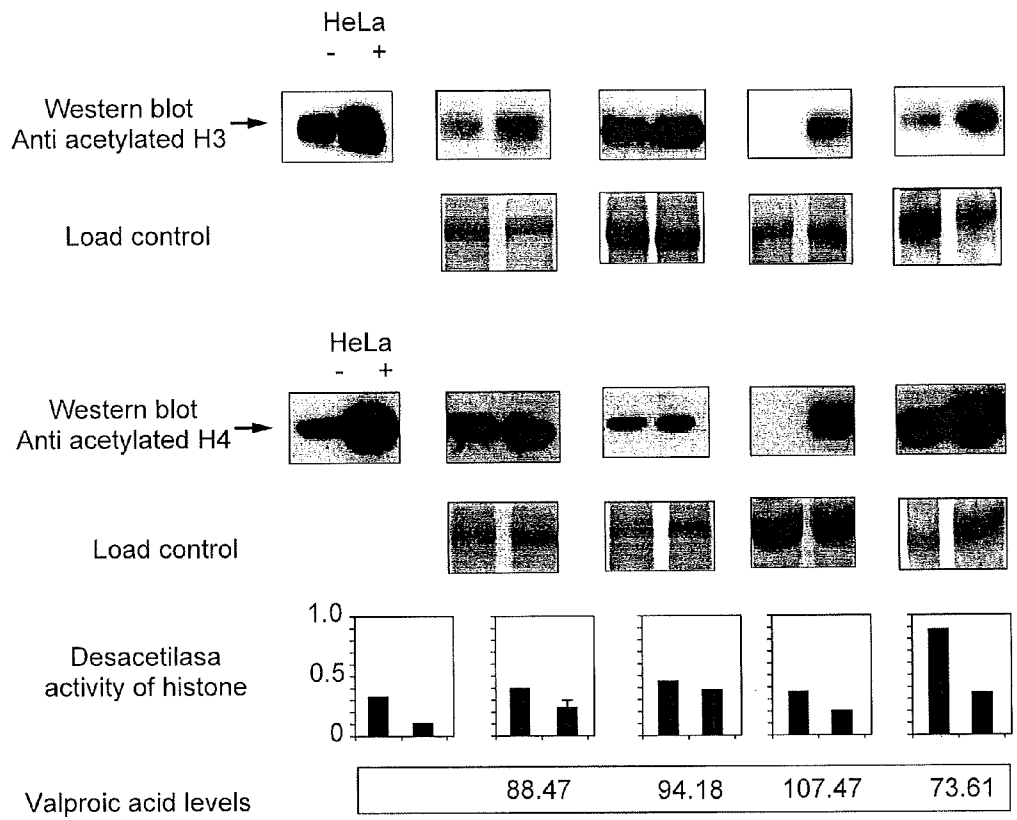 HeLa
- +
Western blot
Anti acetylated H3
Load control
HeLa
- +
Western blot
Anti acetylated H4
Load control
1.0
0.5
0
Desacetilasa
activity of histone
Valproic acid levels
88.47 94.18 107.47 73.61